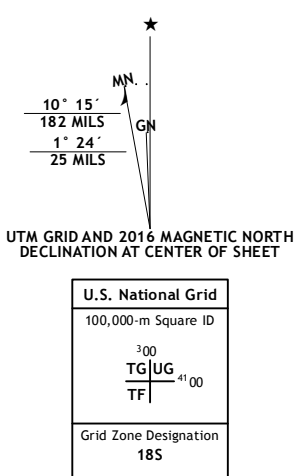 ★
MN
10° 15´
182 MILS
GN
1° 24´
25 MILS
UTM GRID AND 2016 MAGNETIC NORTH
DECLINATION AT CENTER OF SHEET
U.S. National Grid
100,000-m Square ID
³00
TG UG
⁴¹00
TF
Grid Zone Designation
18S